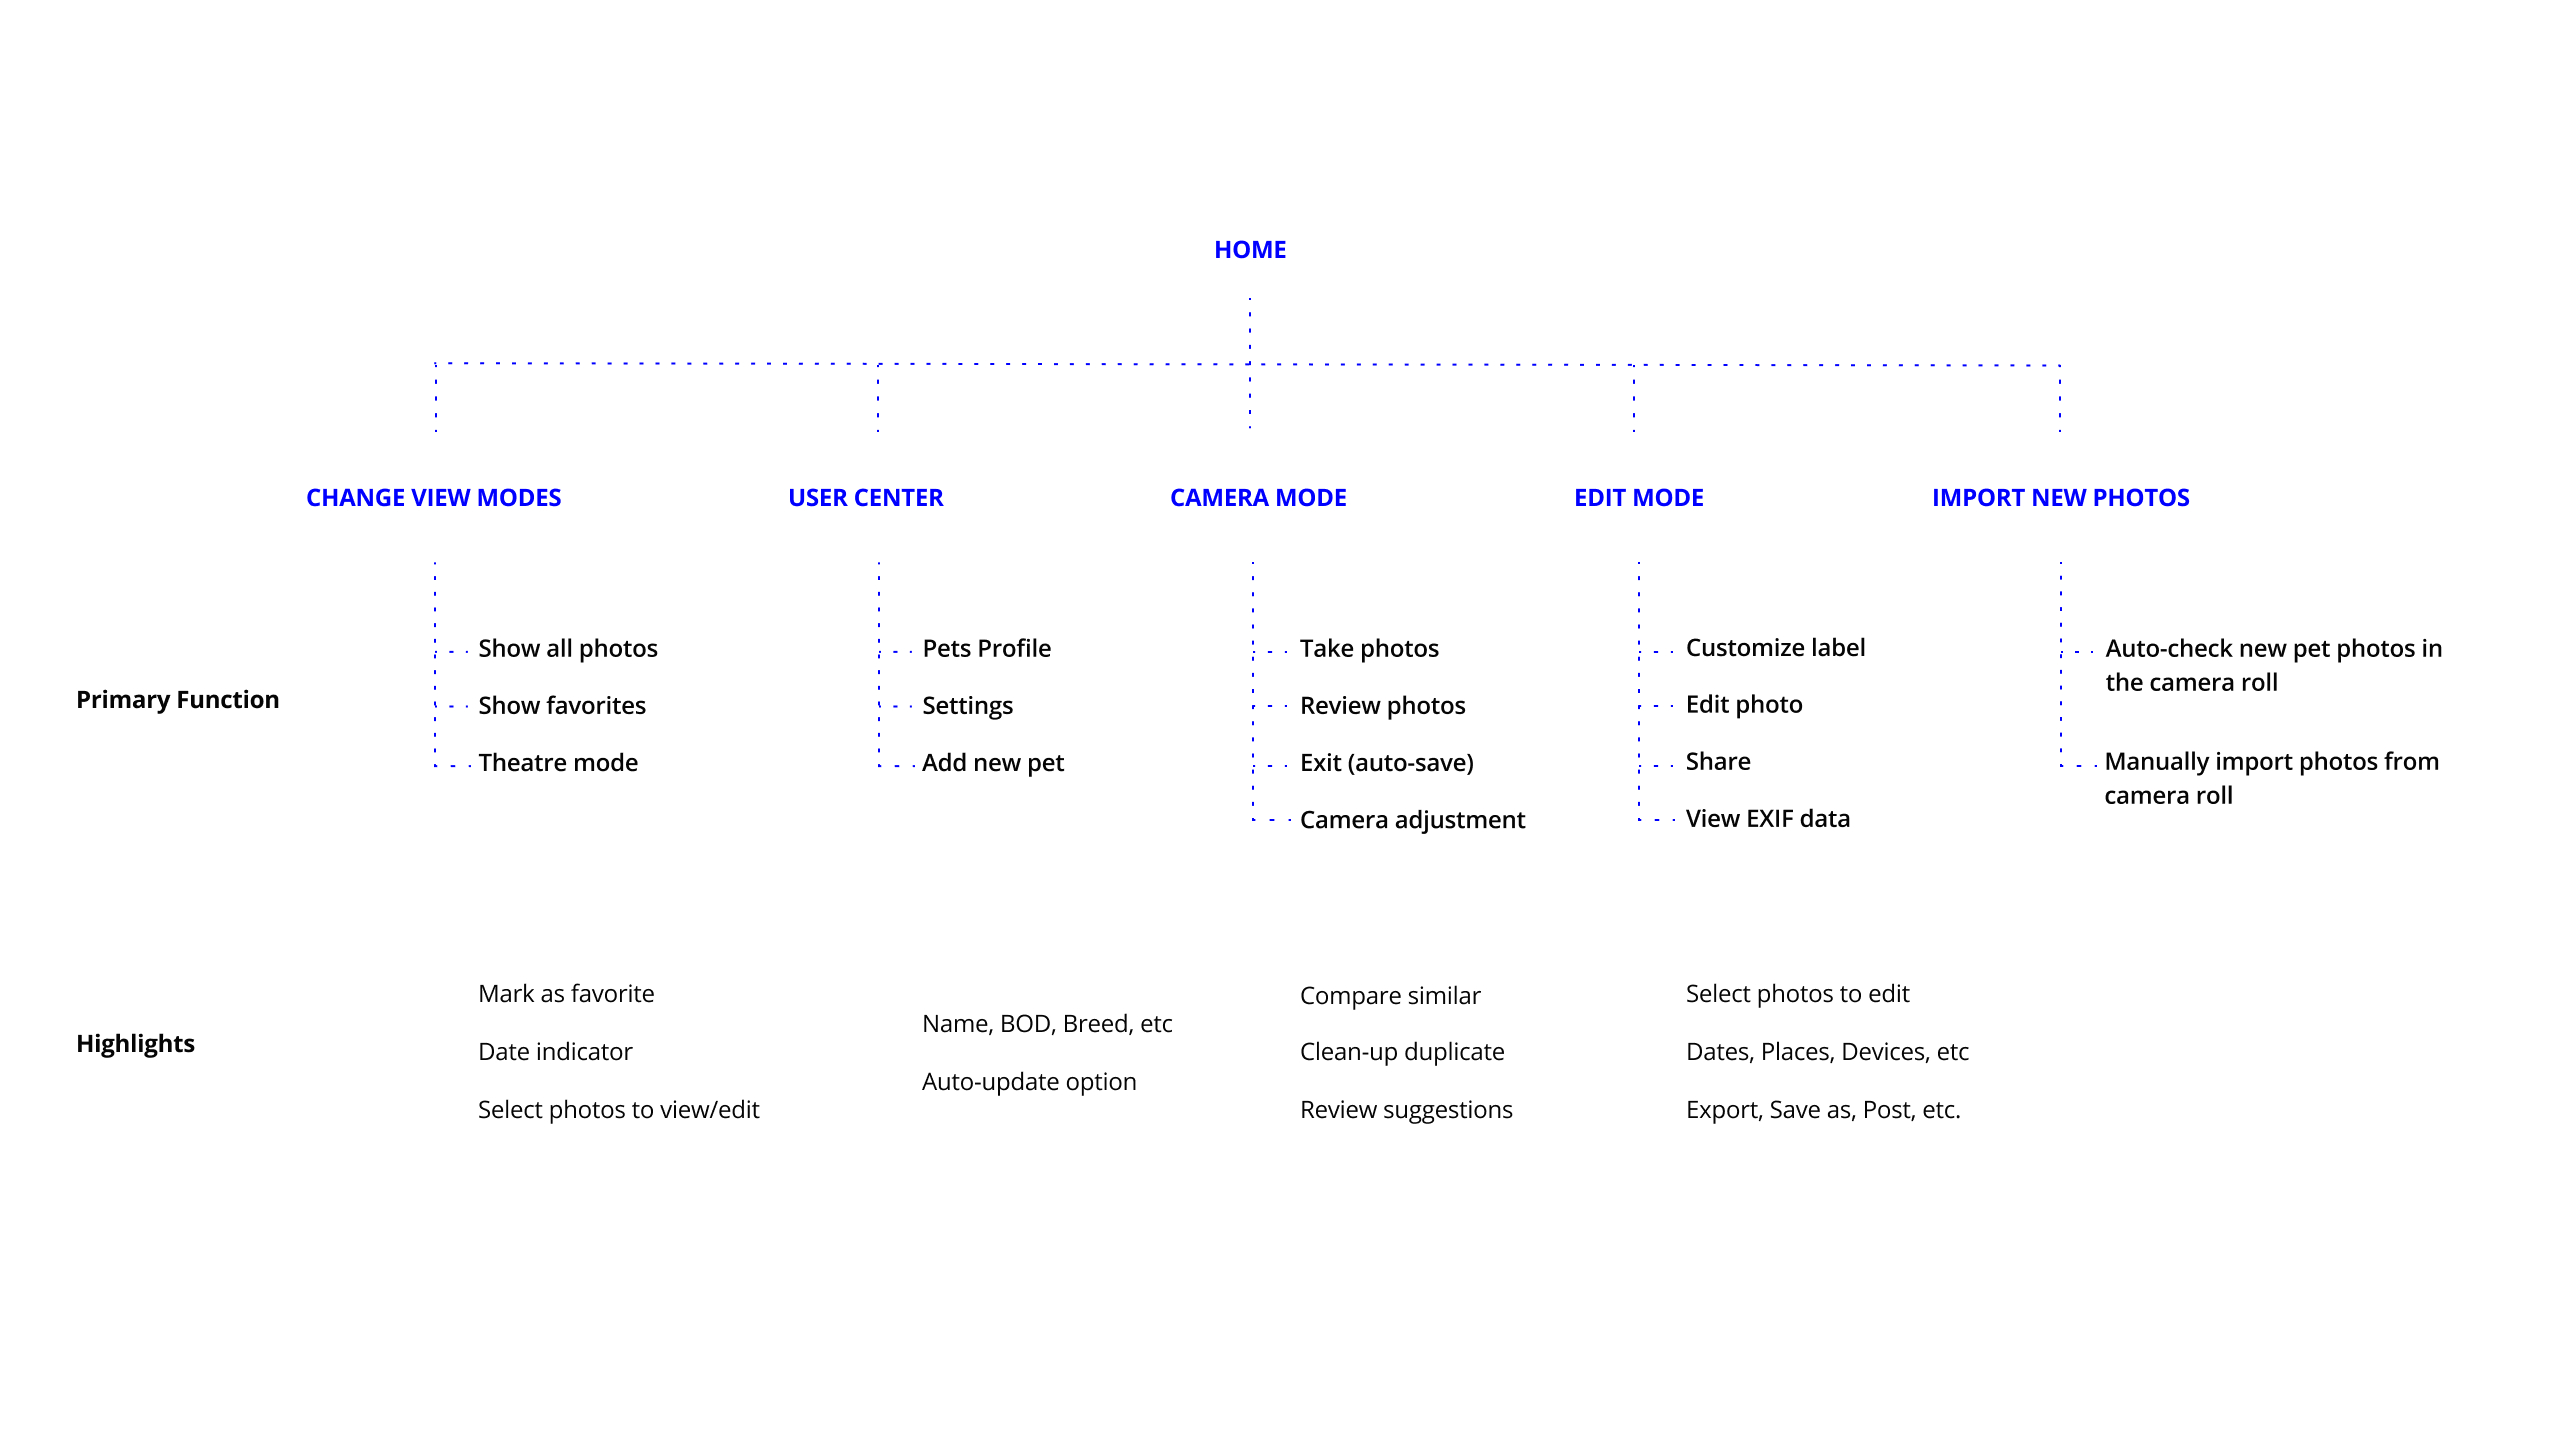 HOME
CHANGE VIEW MODES
USER CENTER
CAMERA MODE
EDIT MODE
IMPORT NEW PHOTOS
Primary Function
Show all photos
Show favorites
Theatre mode
Pets Profile
Settings
Add new pet
Take photos
Review photos
Exit (auto-save)
Camera adjustment
Customize label
Edit photo
Share
View EXIF data
Auto-check new pet photos in
the camera roll
Manually import photos from
camera roll
Highlights
Mark as favorite
Date indicator
Select photos to view/edit
Name, BOD, Breed, etc
Auto-update option
Compare similar
Clean-up duplicate
Review suggestions
Select photos to edit
Dates, Places, Devices, etc
Export, Save as, Post, etc.